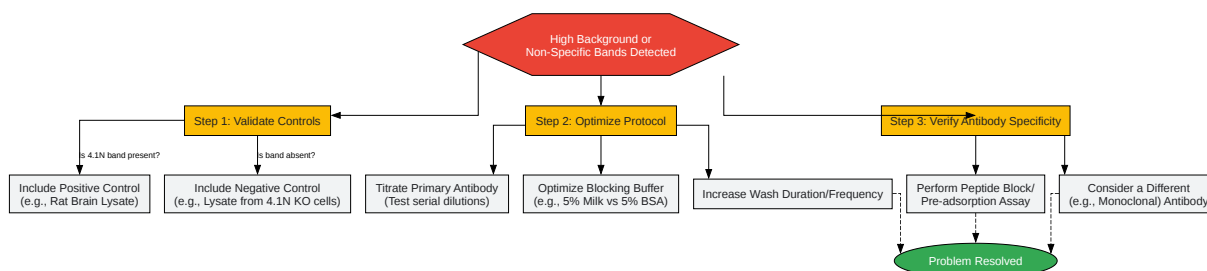 High Background or
Non-Specific Bands Detected
Step 1: Validate Controls
Step 2: Optimize Protocol
Step 3: Verify Antibody Specificity
Is 4.1N band present?
Is band absent?
Include Positive Control
(e.g., Rat Brain Lysate)
Include Negative Control
(e.g., Lysate from 4.1N KO cells)
Titrate Primary Antibody
(Test serial dilutions)
Optimize Blocking Buffer
(e.g., 5% Milk vs 5% BSA)
Increase Wash Duration/Frequency
Perform Peptide Block/
Pre-adsorption Assay
Consider a Different
(e.g., Monoclonal) Antibody
Problem Resolved